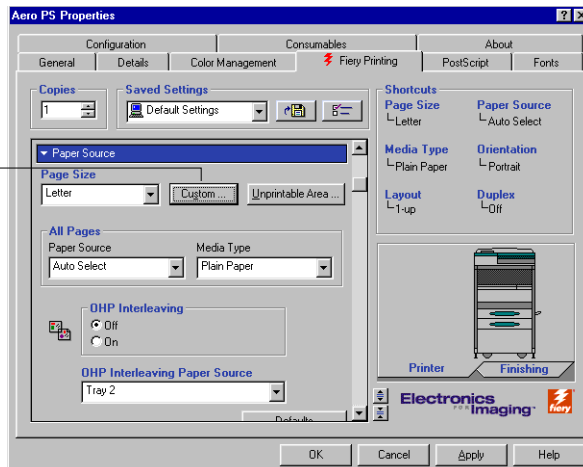 Aero PS Properties
Configuration Consumables About
General Details Color Management Fiery Printing PostScript Fonts
Copies
1
Saved Settings
Default Settings
Shortcuts
Page Size
Letter
Paper Source
Auto Select
Media Type
Plain Paper
Orientation
Portrait
Layout
1-up
Duplex
Off
Paper Source
Page Size
Letter
Custom ...
Unprintable Area ...
All Pages
Paper Source
Auto Select
Media Type
Plain Paper
OHP Interleaving
Off
On
OHP Interleaving Paper Source
Tray 2
Defaults
Printer
Finishing
Electronics
FOR Imaging
fiery
OK Cancel Apply Help